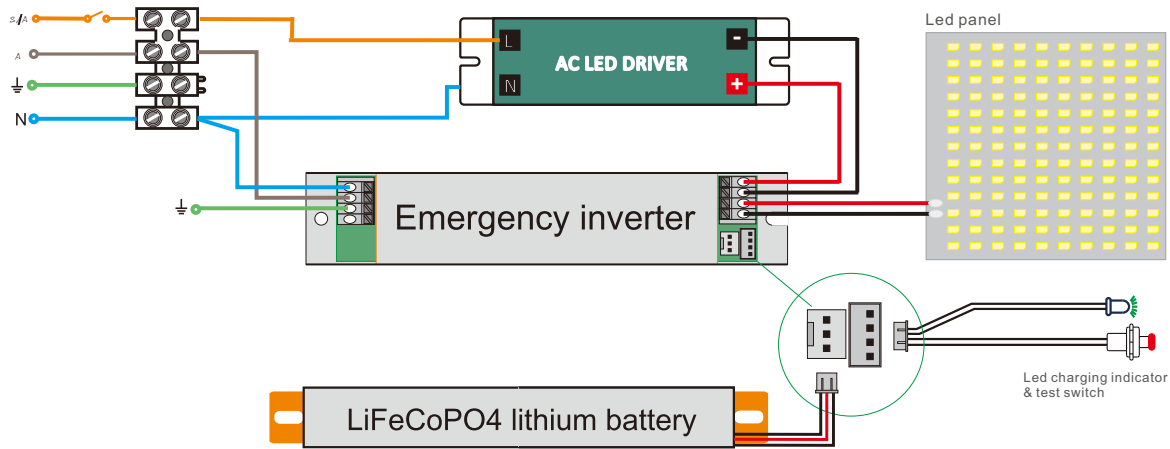 S/A
Led panel
L
-
AC LED DRIVER
A
N
+
N
Emergency inverter
Led charging indicator
& test switch
LiFeCoPO4 lithium battery